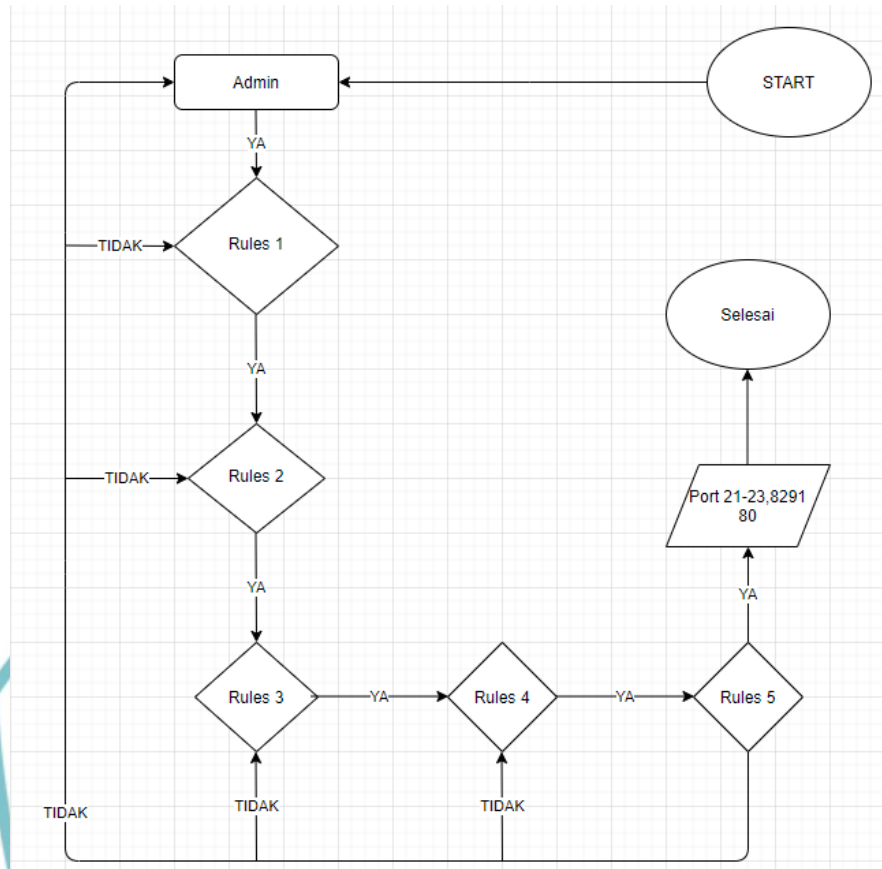 Admin
START
YA
TIDAK
Rules 1
YA
Selesai
TIDAK
Rules 2
Port 21-23,8291
80
YA
YA
Rules 3
YA
Rules 4
YA
Rules 5
TIDAK
TIDAK
TIDAK